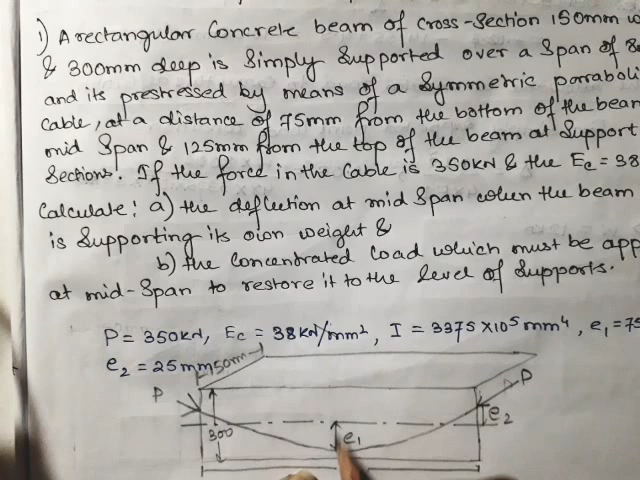 1) A rectangular Concrete beam of cross-Section 150mm
& 300mm deep is Simply Supported over a Span of
and its prestressed by means of a Symmetric paraboli
Cable, at a distance of 75mm from the bottom of the beam
mid Span & 125mm from the top of the beam at Support
Sections. If the force in the Cable is 350KN & the Ec = 38
Calculate: a) the deflection at mid Span when the beam
is Supporting its own weight &
b) the Concentrated load which must be app
at mid-Span to restore it to the level of Supports.
P = 350KN, Ec = 38KN/mm², I = 3375 X10⁵ mm⁴, e₁ = 75
e₂ = 25mm 150m
P
P
300
e₁
e₂